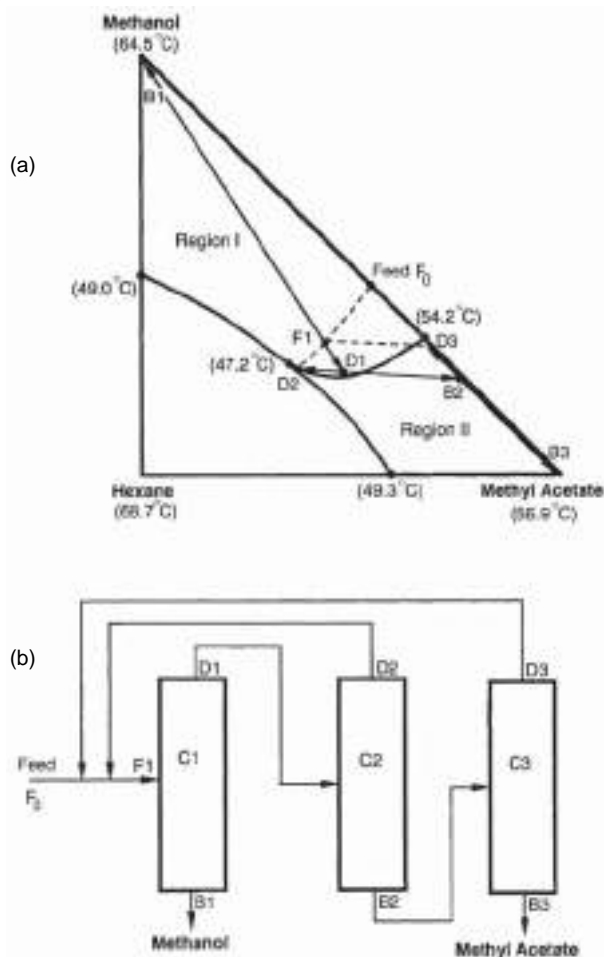 Methanol
(64.5°C)
B1
(a)
Region I
Feed F0
(49.0°C)
(54.2°C)
F1
D3
(47.2°C)
D1
D2
B2
Region II
B3
Hexane
(68.7°C)
(49.3°C)
Methyl Acetate
(56.9°C)
(b)
D1
D2
D3
Feed
F0
F1
C1
C2
C3
B1
B2
B3
Methanol
Methyl Acetate